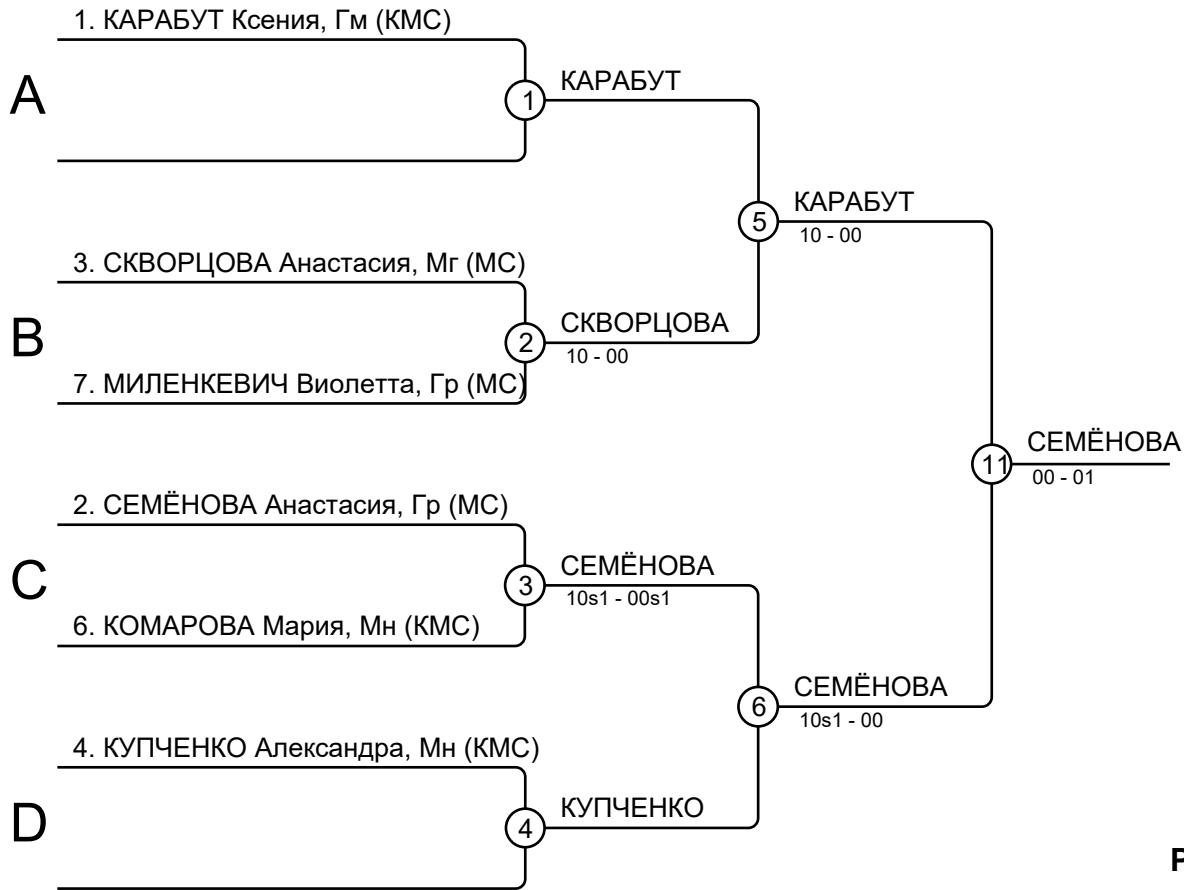 1. КАРАБУТ Ксения, Гм (КМС)
A
1
КАРАБУТ
5
КАРАБУТ
10 - 00
3. СКВОРЦОВА Анастасия, Мг (МС)
B
2
СКВОРЦОВА
10 - 00
7. МИЛЕНКЕВИЧ Виолетта, Гр (МС)
11
СЕМЁНОВА
00 - 01
2. СЕМЁНОВА Анастасия, Гр (МС)
C
3
СЕМЁНОВА
10s1 - 00s1
6. КОМАРОВА Мария, Мн (КМС)
6
СЕМЁНОВА
10s1 - 00
4. КУПЧЕНКО Александра, Мн (КМС)
D
4
КУПЧЕНКО